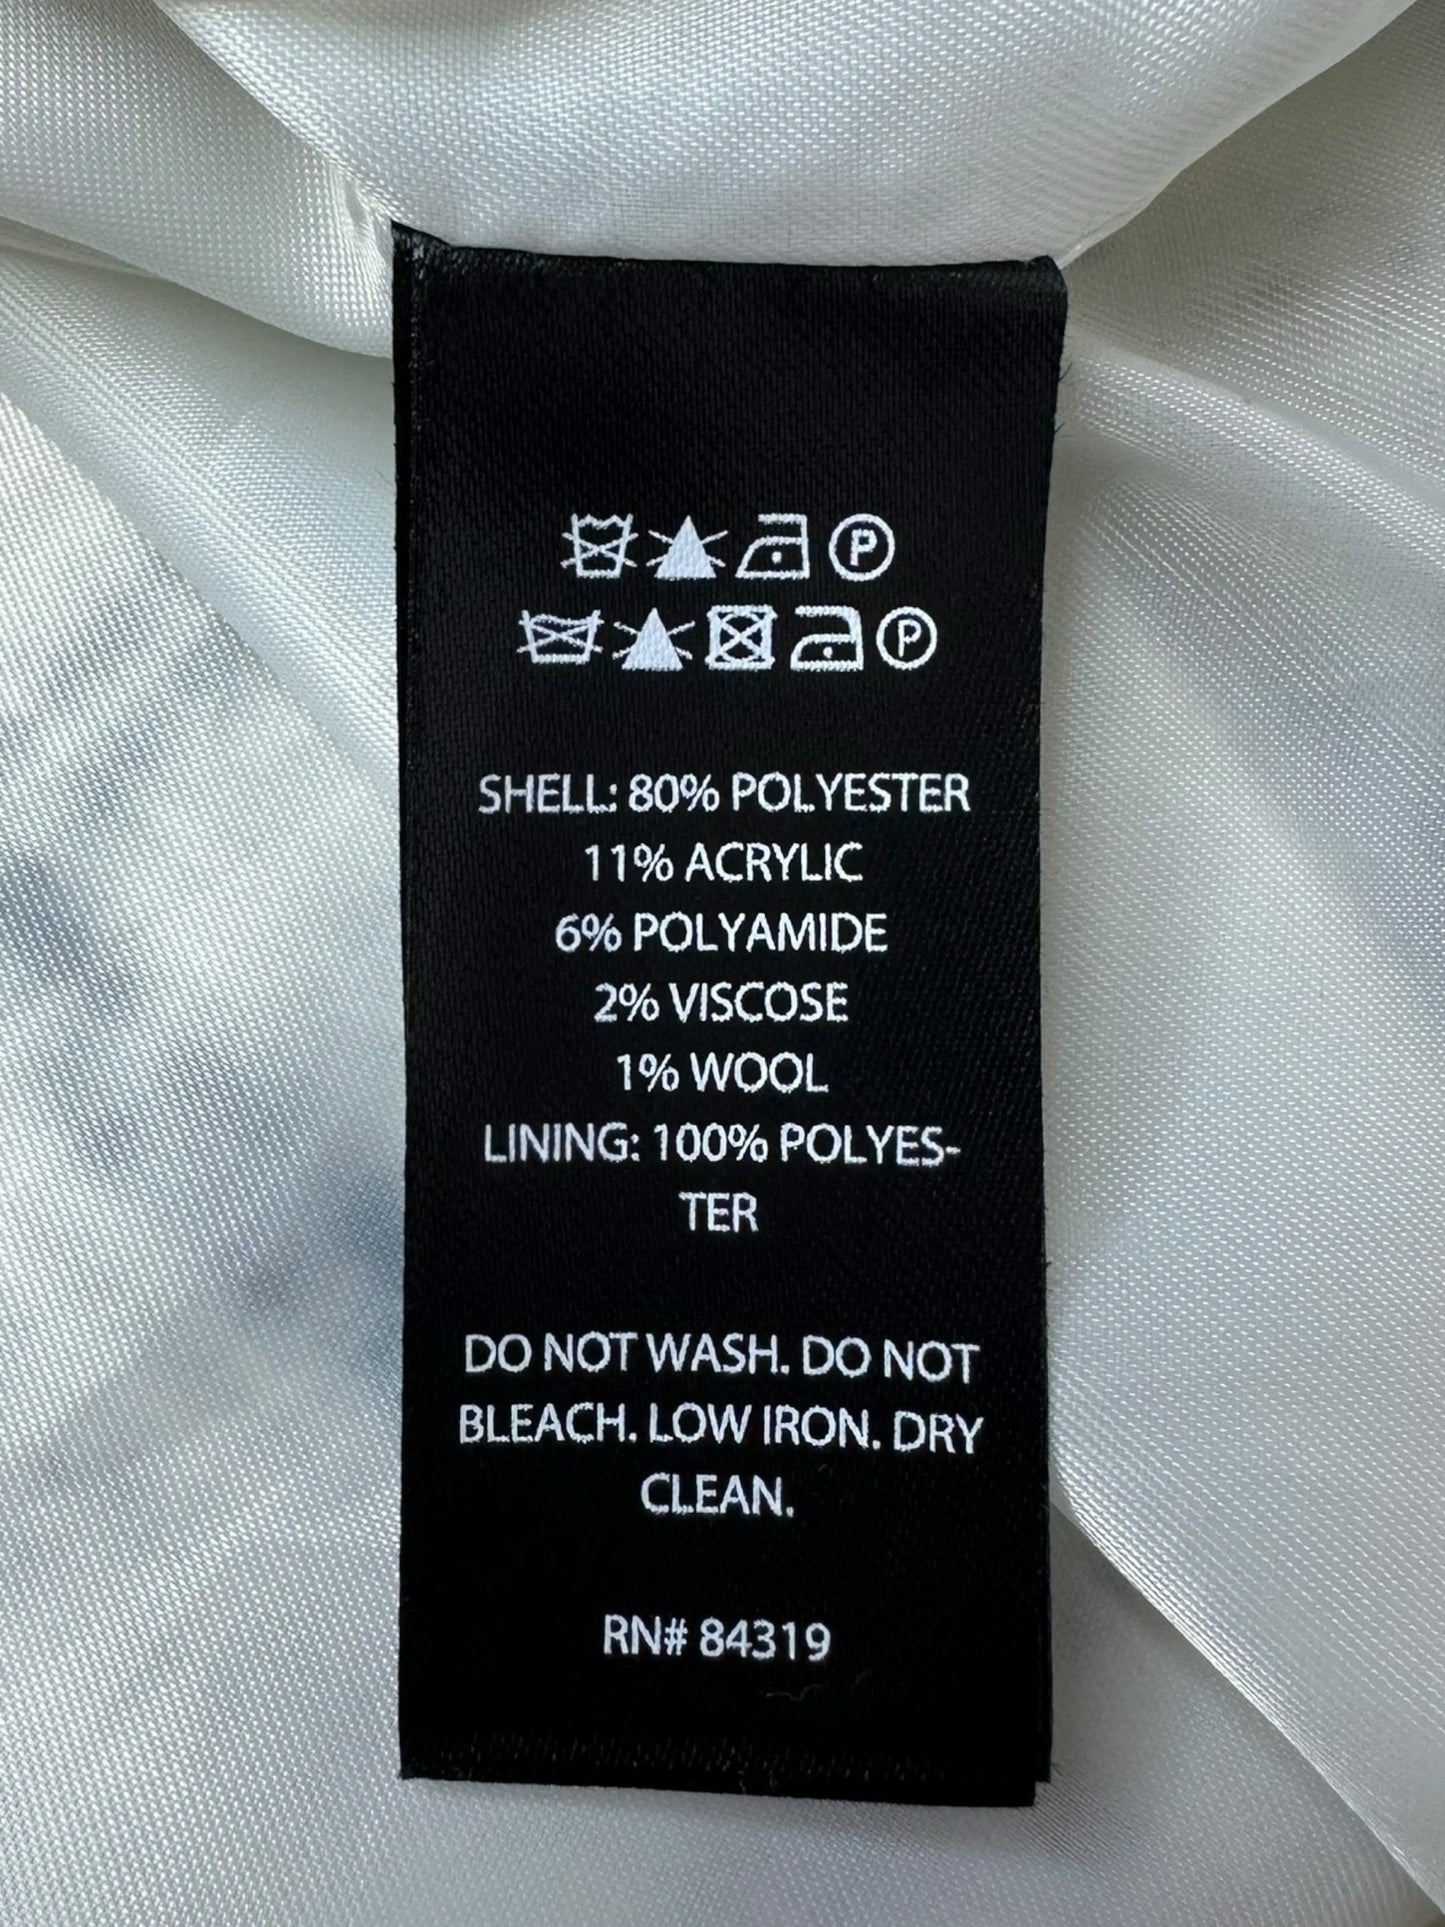 P
P
SHELL: 80% POLYESTER
11% ACRYLIC
6% POLYAMIDE
2% VISCOSE
1% WOOL
LINING: 100% POLYES-
TER
DO NOT WASH. DO NOT
BLEACH. LOW IRON. DRY
CLEAN.
RN# 84319